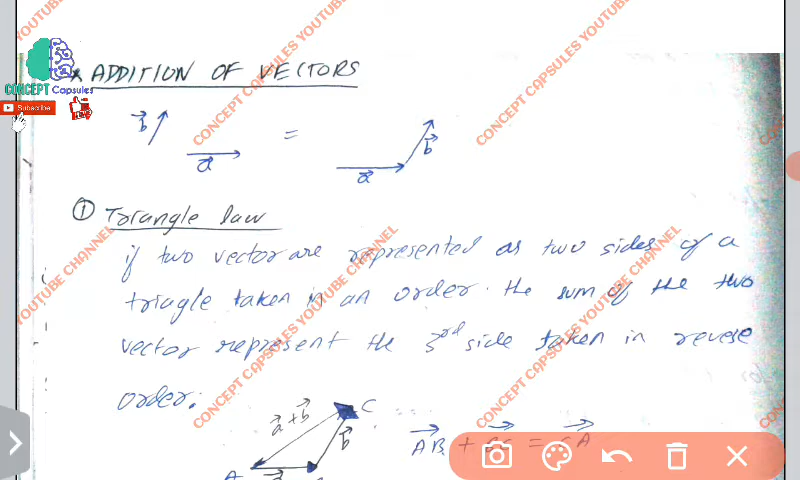 * ADDITION OF VECTORS
CONCEPT Capsules
Subscribe
b⃗
a⃗
=
a⃗
b⃗
① Triangle law
if two vector are represented as two sides of a
triagle taken in an order. the sum of the two
vector represent the 3rd side taken in revese
order.
a⃗+b⃗
C
b⃗
AB⃗ + = CA⃗
A
CONCEPT CAPSULES YOUTUBE CHANNEL